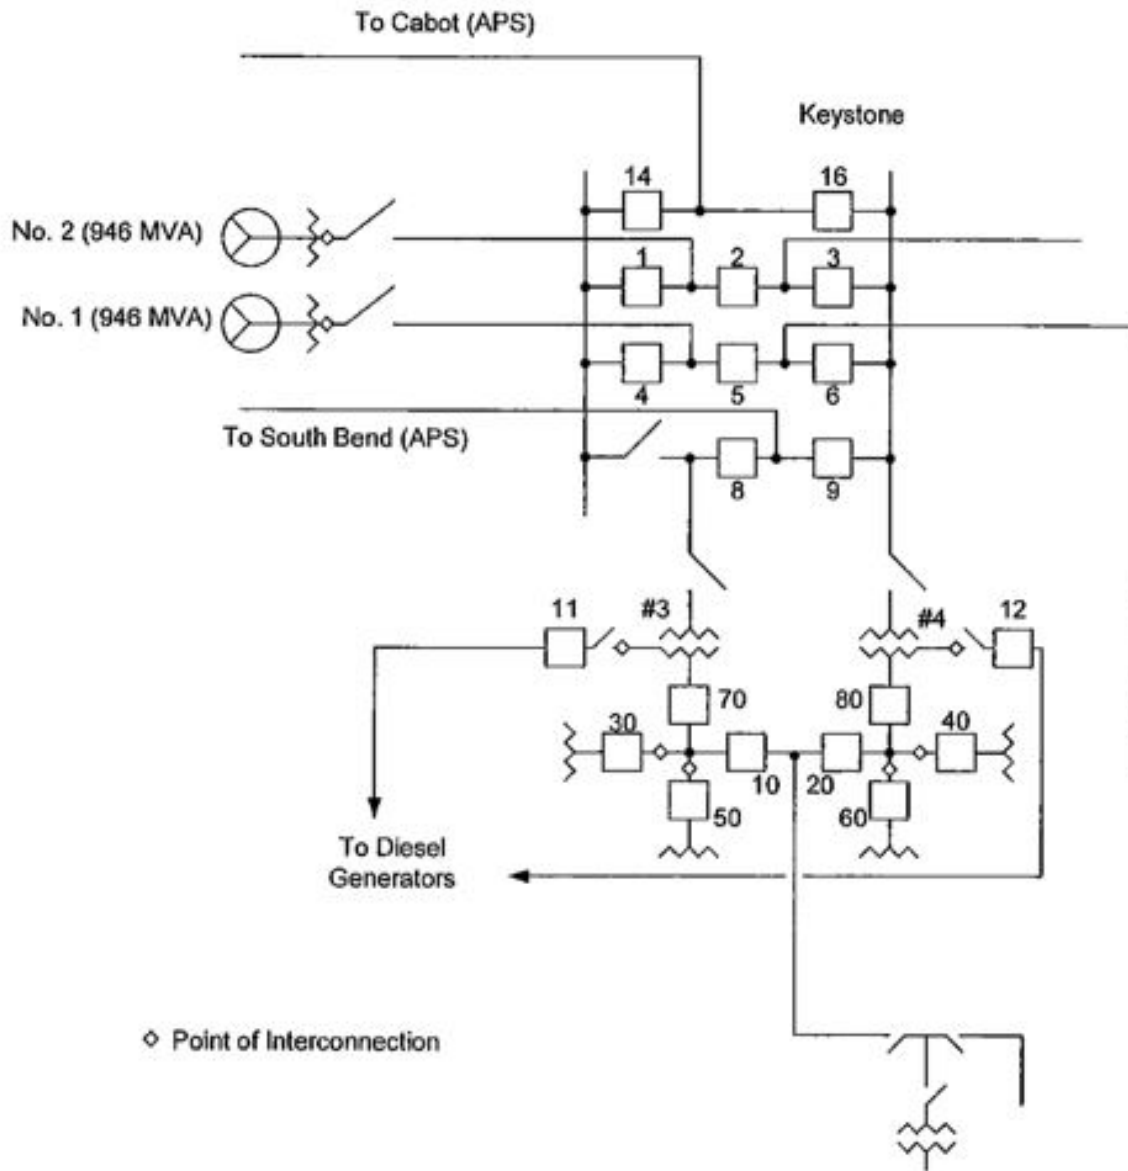 To Cabot (APS)
Keystone
14
16
No. 2 (946 MVA)
1
2
3
No. 1 (946 MVA)
4
5
6
To South Bend (APS)
8
9
11
#3
#4
12
70
80
30
40
10
20
50
60
To Diesel
Generators
Point of Interconnection